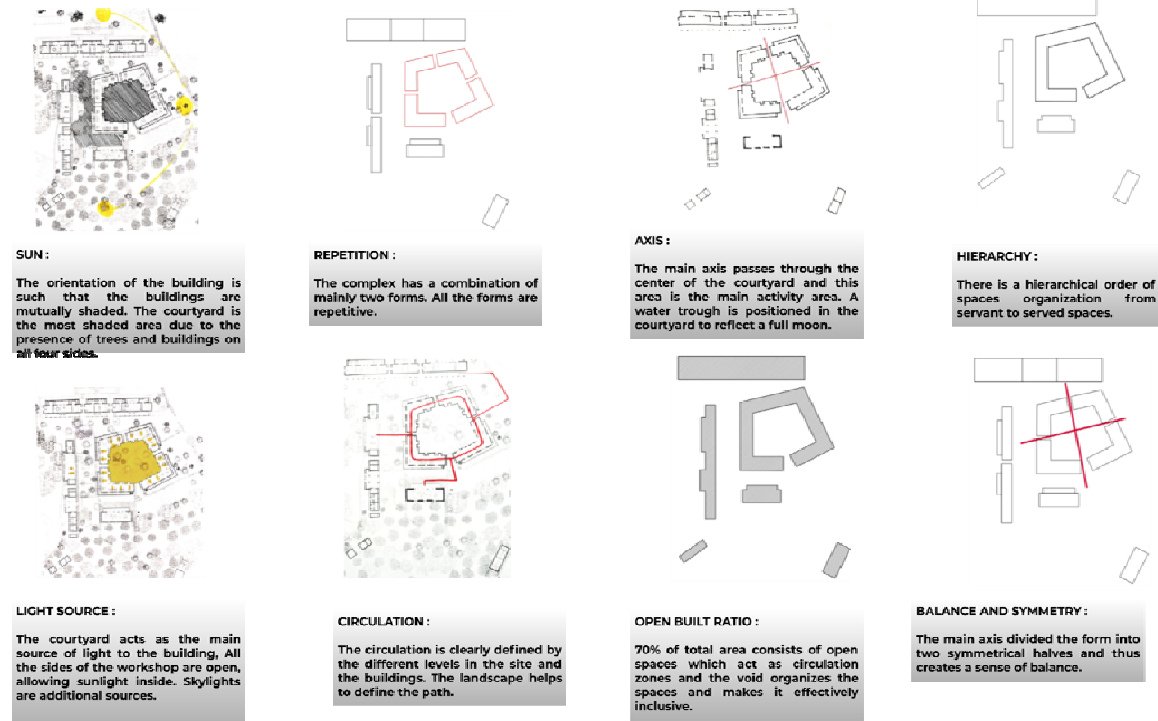 SUN :
The orientation of the building is
such that the buildings are
mutually shaded. The courtyard is
the most shaded area due to the
presence of trees and buildings on
all four sides.
REPETITION :
The complex has a combination of
mainly two forms. All the forms are
repetitive.
AXIS :
The main axis passes through the
center of the courtyard and this
area is the main activity area. A
water trough is positioned in the
courtyard to reflect a full moon.
HIERARCHY :
There is a hierarchical order of
spaces organization from
servant to served spaces.
LIGHT SOURCE :
The courtyard acts as the main
source of light to the building, All
the sides of the workshop are open,
allowing sunlight inside. Skylights
are additional sources.
CIRCULATION :
The circulation is clearly defined by
the different levels in the site and
the buildings. The landscape helps
to define the path.
OPEN BUILT RATIO :
70% of total area consists of open
spaces which act as circulation
zones and the void organizes the
spaces and makes it effectively
inclusive.
BALANCE AND SYMMETRY :
The main axis divided the form into
two symmetrical halves and thus
creates a sense of balance.